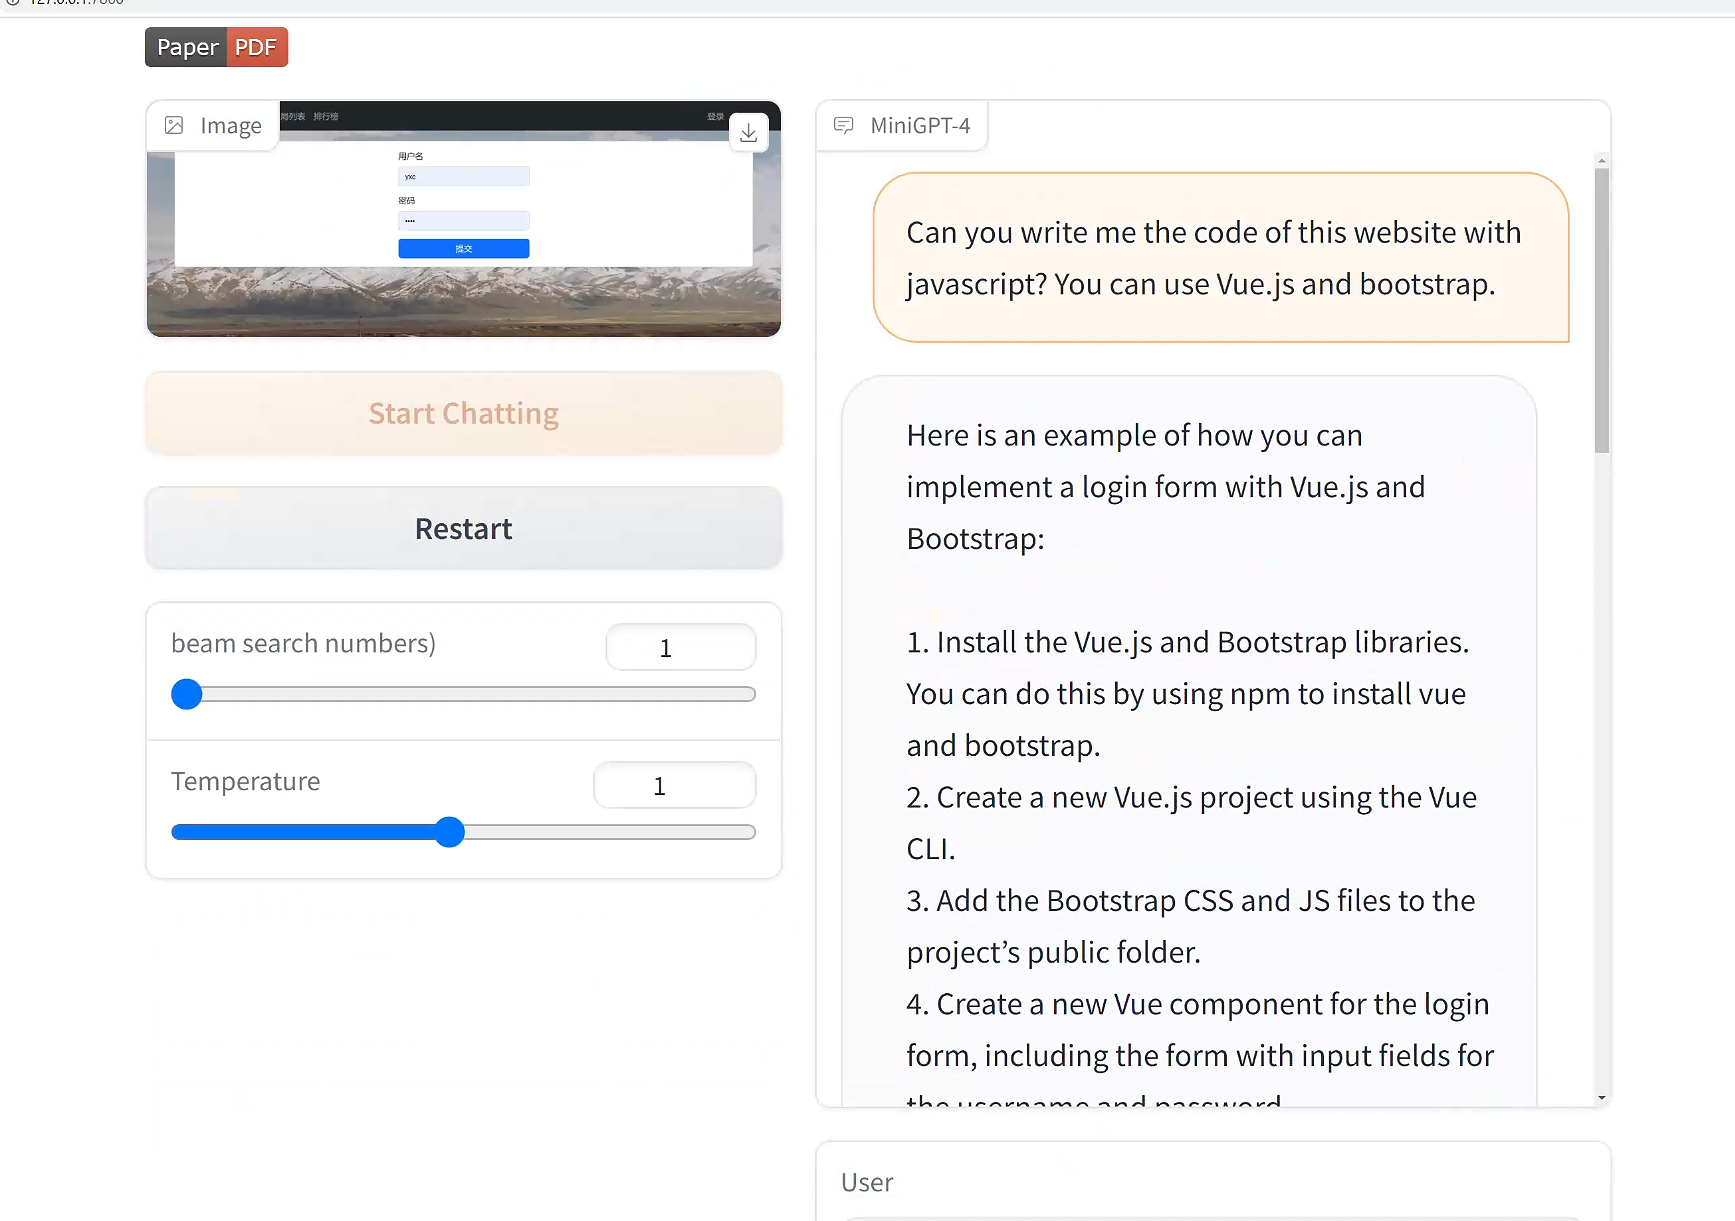 Paper PDF
Image
局列表 排行榜
登录
用户名
yxc
密码
••••
提交
Start Chatting
Restart
beam search numbers)
1
Temperature
1
MiniGPT-4
Can you write me the code of this website with
javascript? You can use Vue.js and bootstrap.
Here is an example of how you can
implement a login form with Vue.js and
Bootstrap:
1. Install the Vue.js and Bootstrap libraries.
You can do this by using npm to install vue
and bootstrap.
2. Create a new Vue.js project using the Vue
CLI.
3. Add the Bootstrap CSS and JS files to the
project’s public folder.
4. Create a new Vue component for the login
form, including the form with input fields for
the username and password
User